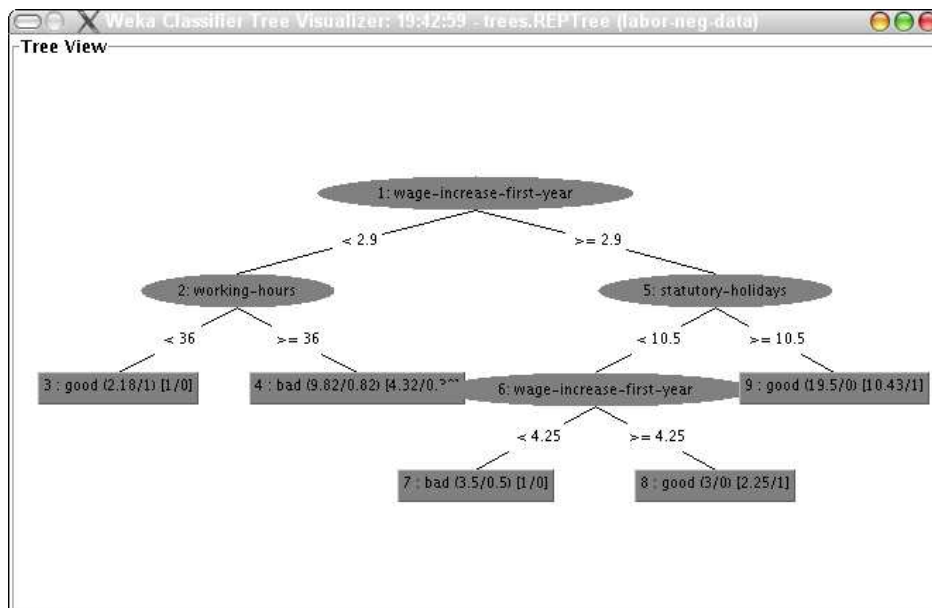 Weka Classifier Tree Visualizer: 19:42:59 - trees.REPTree (labor-neg-data)
Tree View
1: wage-increase-first-year
< 2.9 >= 2.9
2: working-hours 5: statutory-holidays
< 36 >= 36 < 10.5 >= 10.5
3 : good (2.18/1) [1/0] 4 : bad (9.82/0.82) 6: wage-increase-first-year 9 : good (19.5/0) [10.43/1]
< 4.25 >= 4.25
7 : bad (3.5/0.5) [1/0] 8 : good (3/0) [2.25/1]